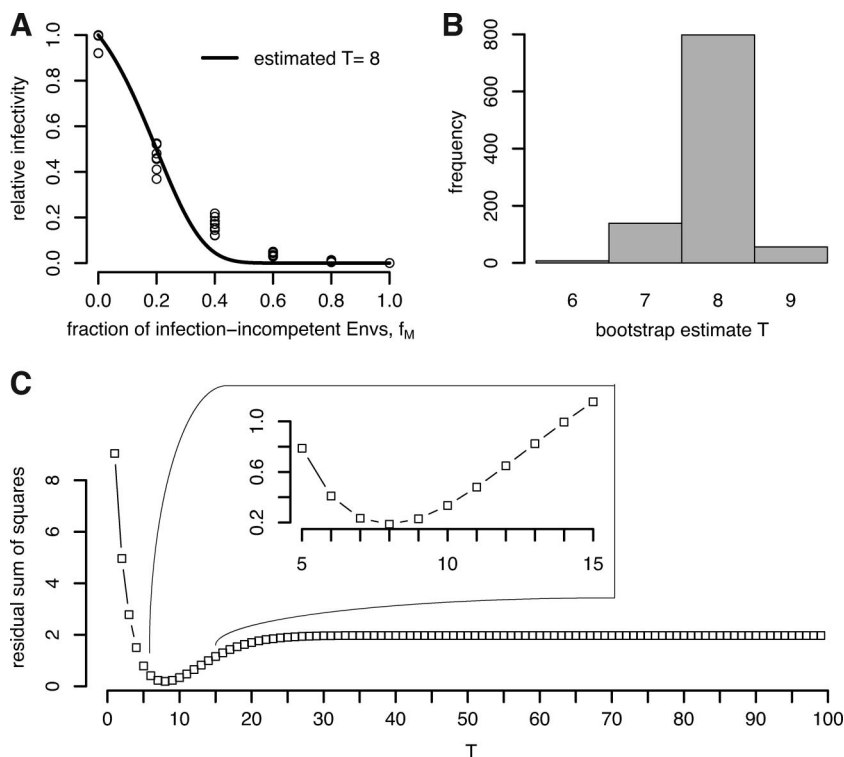 A
relative infectivity
1.0
0.8
0.6
0.4
0.2
0.0
estimated T= 8
0.0 0.2 0.4 0.6 0.8 1.0
fraction of infection−incompetent Envs, fM
B
frequency
800
600
400
200
0
6 7 8 9
bootstrap estimate T
C
residual sum of squares
8
6
4
2
0
1.0
0.6
0.2
5 10 15
0 10 20 30 40 50 60 70 80 90 100
T